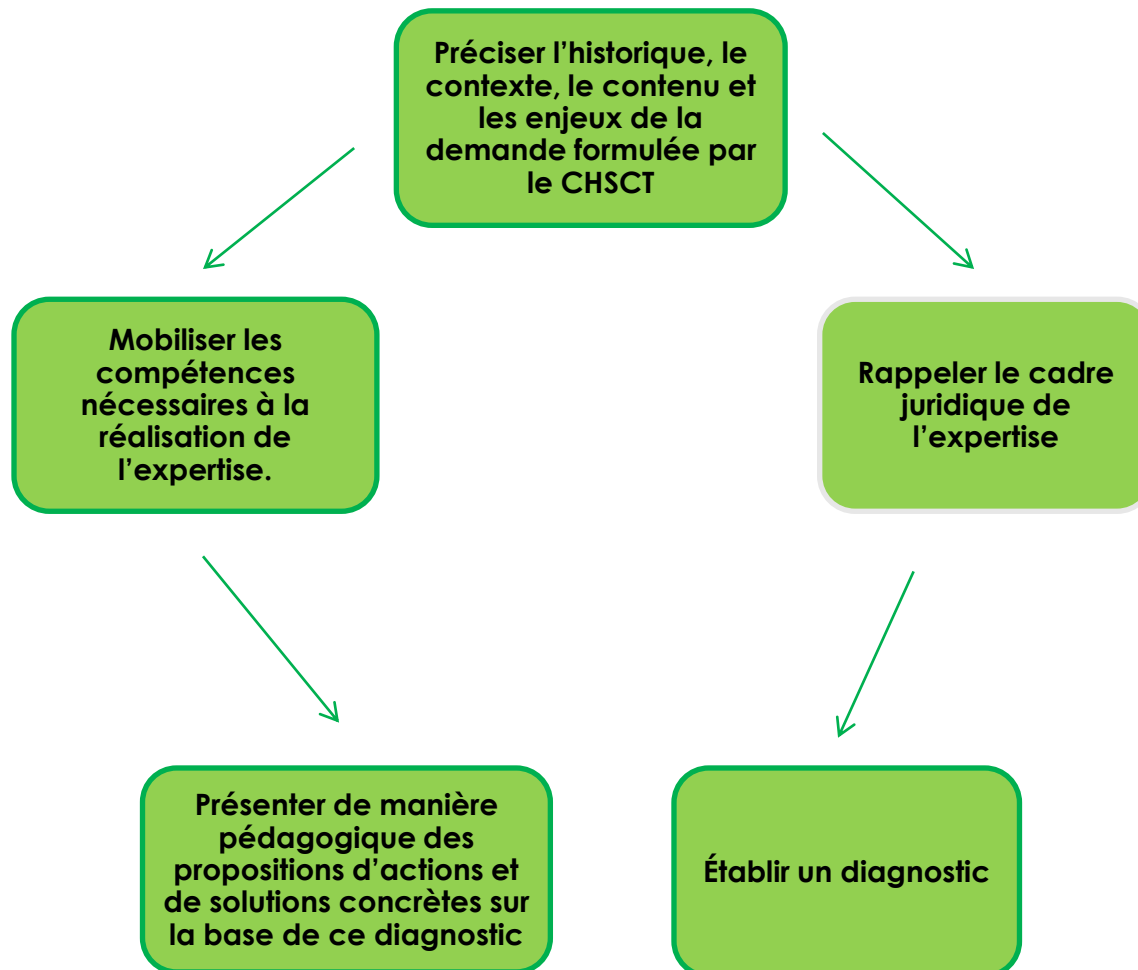 Préciser l’historique, le
contexte, le contenu et
les enjeux de la
demande formulée par
le CHSCT
Mobiliser les
compétences
nécessaires à la
réalisation de
l’expertise.
Rappeler le cadre
juridique de
l’expertise
Présenter de manière
pédagogique des
propositions d’actions et
de solutions concrètes sur
la base de ce diagnostic
Établir un diagnostic